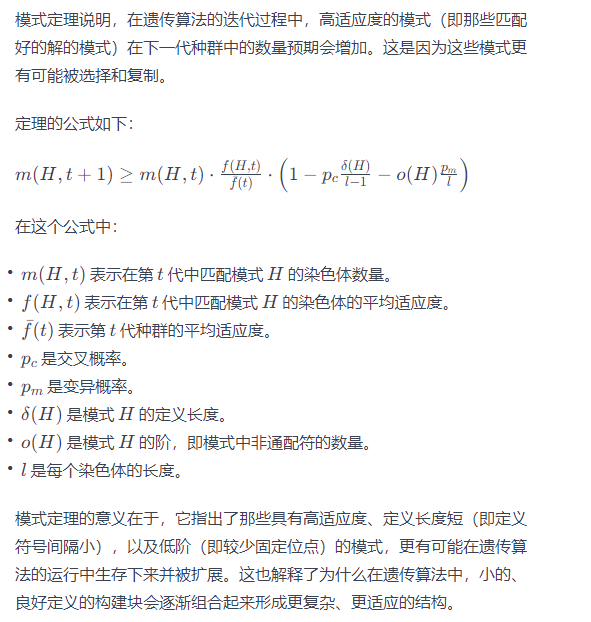 模式定理说明，在遗传算法的迭代过程中，高适应度的模式（即那些匹配
好的解的模式）在下一代种群中的数量预期会增加。这是因为这些模式更
有可能被选择和复制。
定理的公式如下：
m(H, t + 1) ≥ m(H, t) · \frac{f(H,t)}{\bar{f}(t)} · (1 − p_c \frac{δ(H)}{l−1} − o(H) \frac{p_m}{l})
在这个公式中：
• m(H, t) 表示在第 t 代中匹配模式 H 的染色体数量。
• f(H, t) 表示在第 t 代中匹配模式 H 的染色体的平均适应度。
• \bar{f}(t) 表示第 t 代种群的平均适应度。
• p_c 是交叉概率。
• p_m 是变异概率。
• δ(H) 是模式 H 的定义长度。
• o(H) 是模式 H 的阶，即模式中非通配符的数量。
• l 是每个染色体的长度。
模式定理的意义在于，它指出了那些具有高适应度、定义长度短（即定义
符号间隔小），以及低阶（即较少固定位点）的模式，更有可能在遗传算
法的运行中生存下来并被扩展。这也解释了为什么在遗传算法中，小的、
良好定义的构建块会逐渐组合起来形成更复杂、更适应的结构。